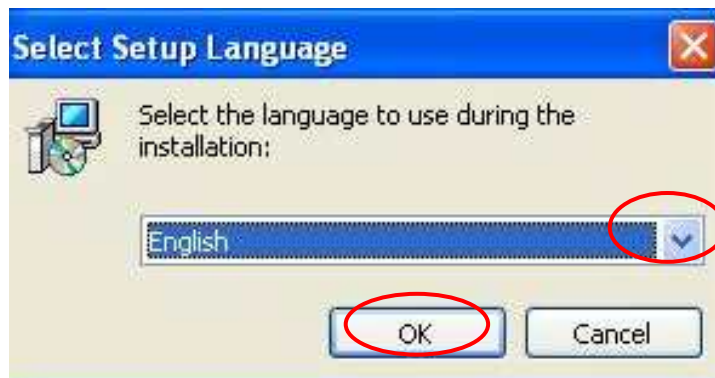 Select Setup Language
Select the language to use during the
installation:
English
OK
Cancel